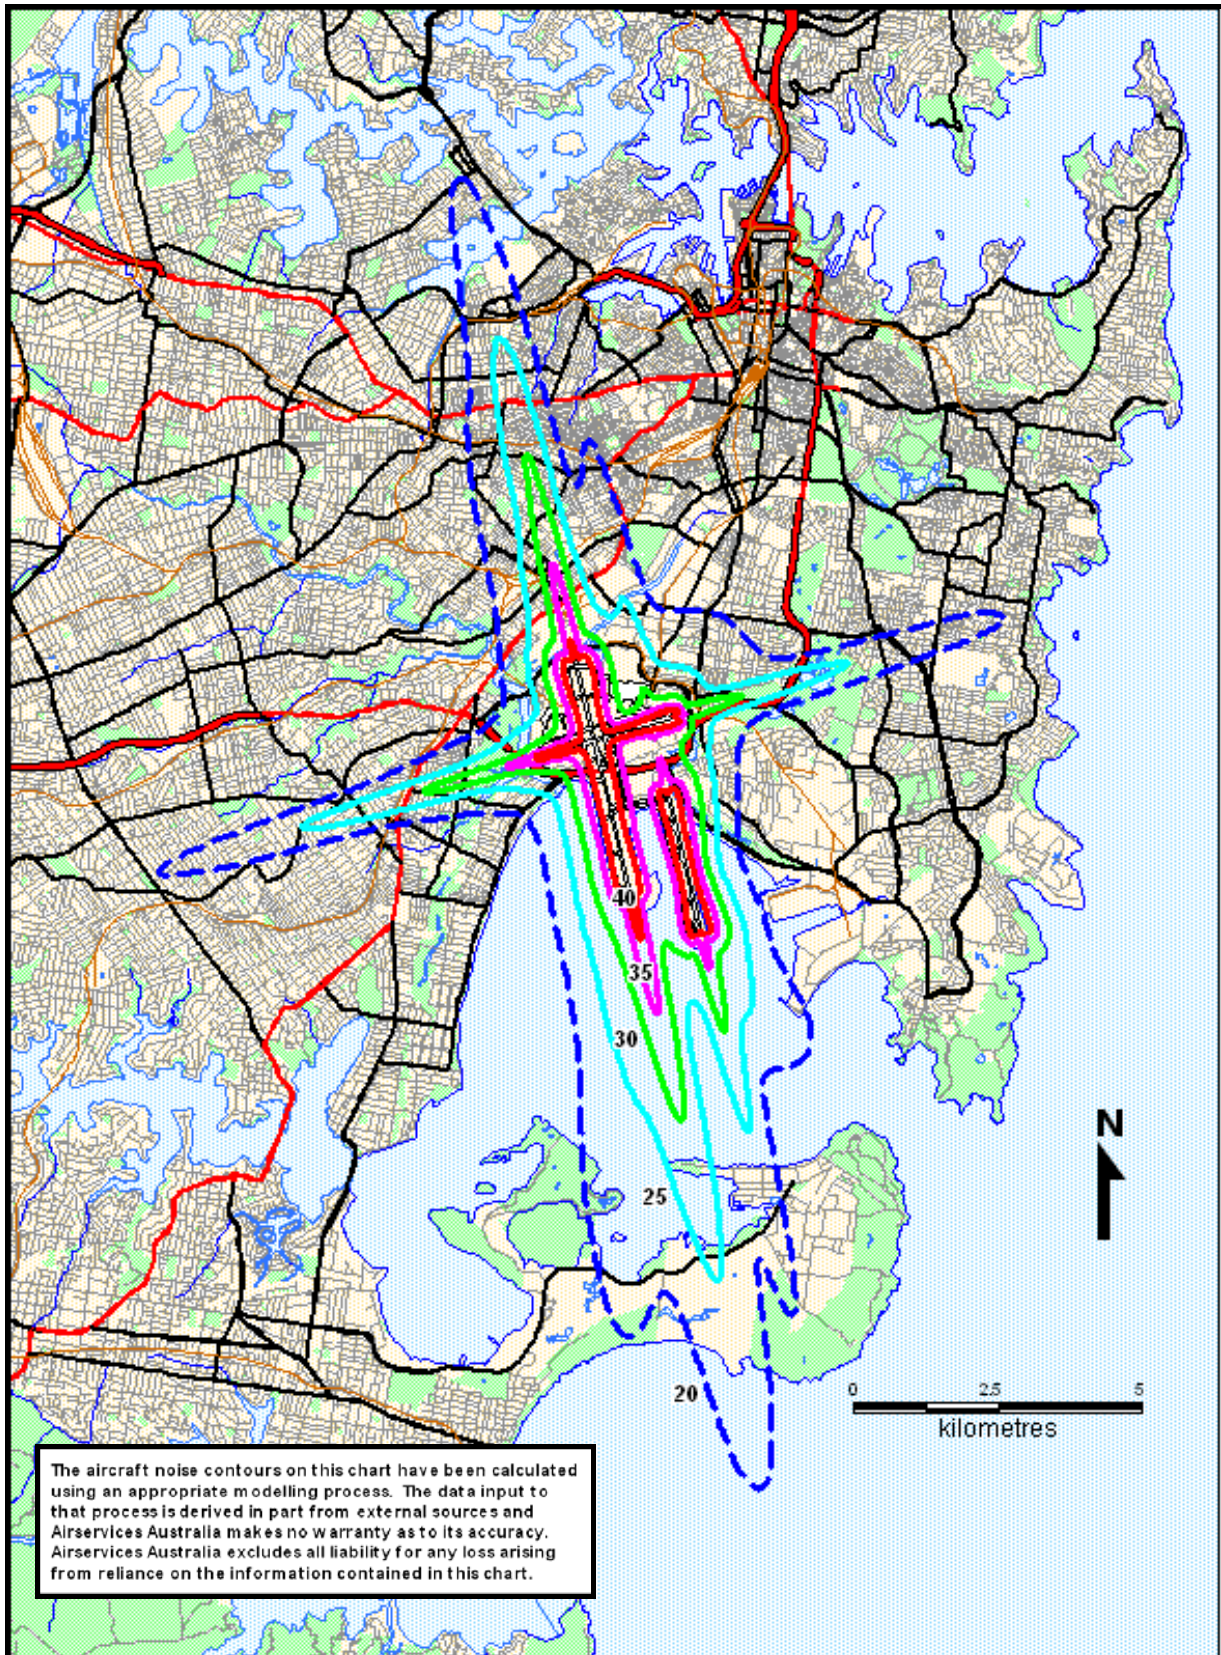 40
35
30
N
25
20
0 2.5 5
kilometres
The aircraft noise contours on this chart have been calculated
using an appropriate modelling process. The data input to
that process is derived in part from external sources and
Airservices Australia makes no warranty as to its accuracy.
Airservices Australia excludes all liability for any loss arising
from reliance on the information contained in this chart.